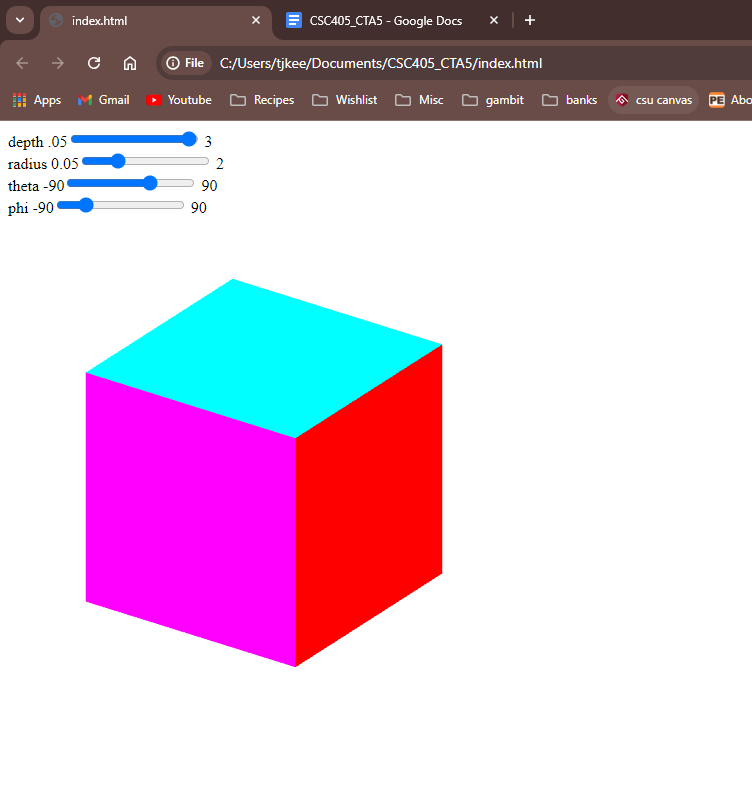 index.html
CSC405_CTA5 - Google Docs
File C:/Users/tjkee/Documents/CSC405_CTA5/index.html
Apps Gmail Youtube Recipes Wishlist Misc gambit banks csu canvas PE Abo
depth .05 3
radius 0.05 2
theta -90 90
phi -90 90